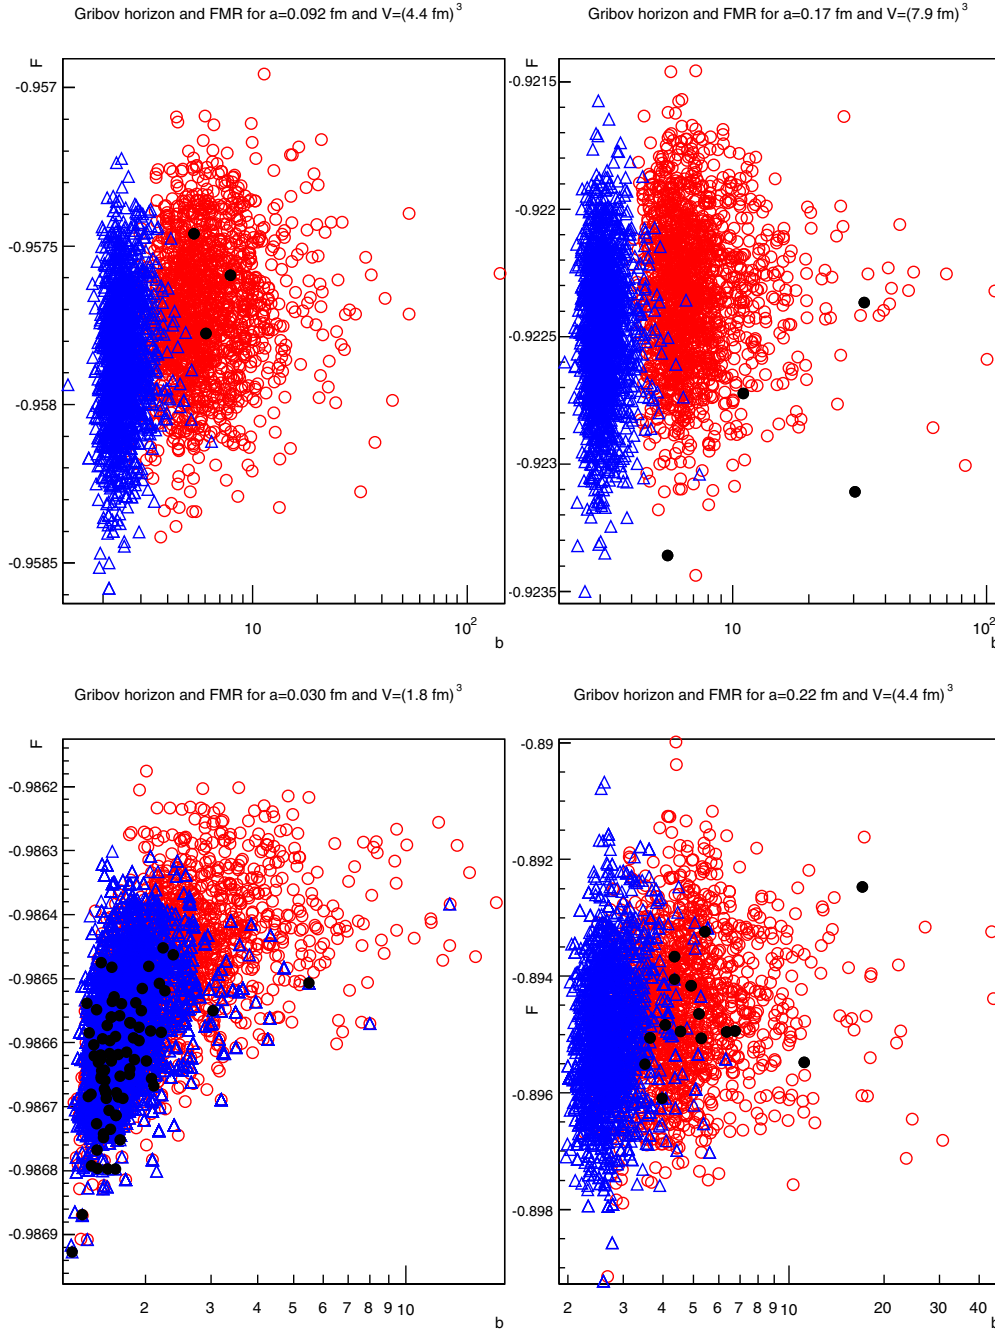 Gribov horizon and FMR for a=0.092 fm and V=(4.4 fm)³
F
-0.957
-0.9575
-0.958
-0.9585
10
10²
b
Gribov horizon and FMR for a=0.17 fm and V=(7.9 fm)³
F
-0.9215
-0.922
-0.9225
-0.923
-0.9235
10
10²
b
Gribov horizon and FMR for a=0.030 fm and V=(1.8 fm)³
F
-0.9862
-0.9863
-0.9864
-0.9865
-0.9866
-0.9867
-0.9868
-0.9869
2 3 4 5 6 7 8 9 10
b
Gribov horizon and FMR for a=0.22 fm and V=(4.4 fm)³
F
-0.89
-0.892
-0.894
-0.896
-0.898
2 3 4 5 6 7 8 910 20 30 40
b